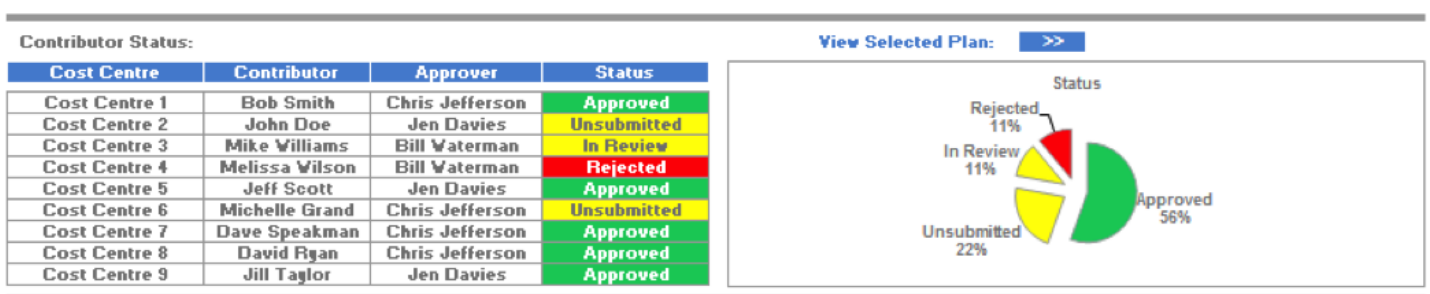 Contributor Status:
View Selected Plan: >>
Cost Centre Contributor Approver Status
Cost Centre 1 Bob Smith Chris Jefferson Approved
Cost Centre 2 John Doe Jen Davies Unsubmitted
Cost Centre 3 Mike Williams Bill Waterman In Review
Cost Centre 4 Melissa Wilson Bill Waterman Rejected
Cost Centre 5 Jeff Scott Jen Davies Approved
Cost Centre 6 Michelle Grand Chris Jefferson Unsubmitted
Cost Centre 7 Dave Speakman Chris Jefferson Approved
Cost Centre 8 David Ryan Chris Jefferson Approved
Cost Centre 9 Jill Taylor Jen Davies Approved
Status
Rejected
11%
In Review
11%
Approved
56%
Unsubmitted
22%